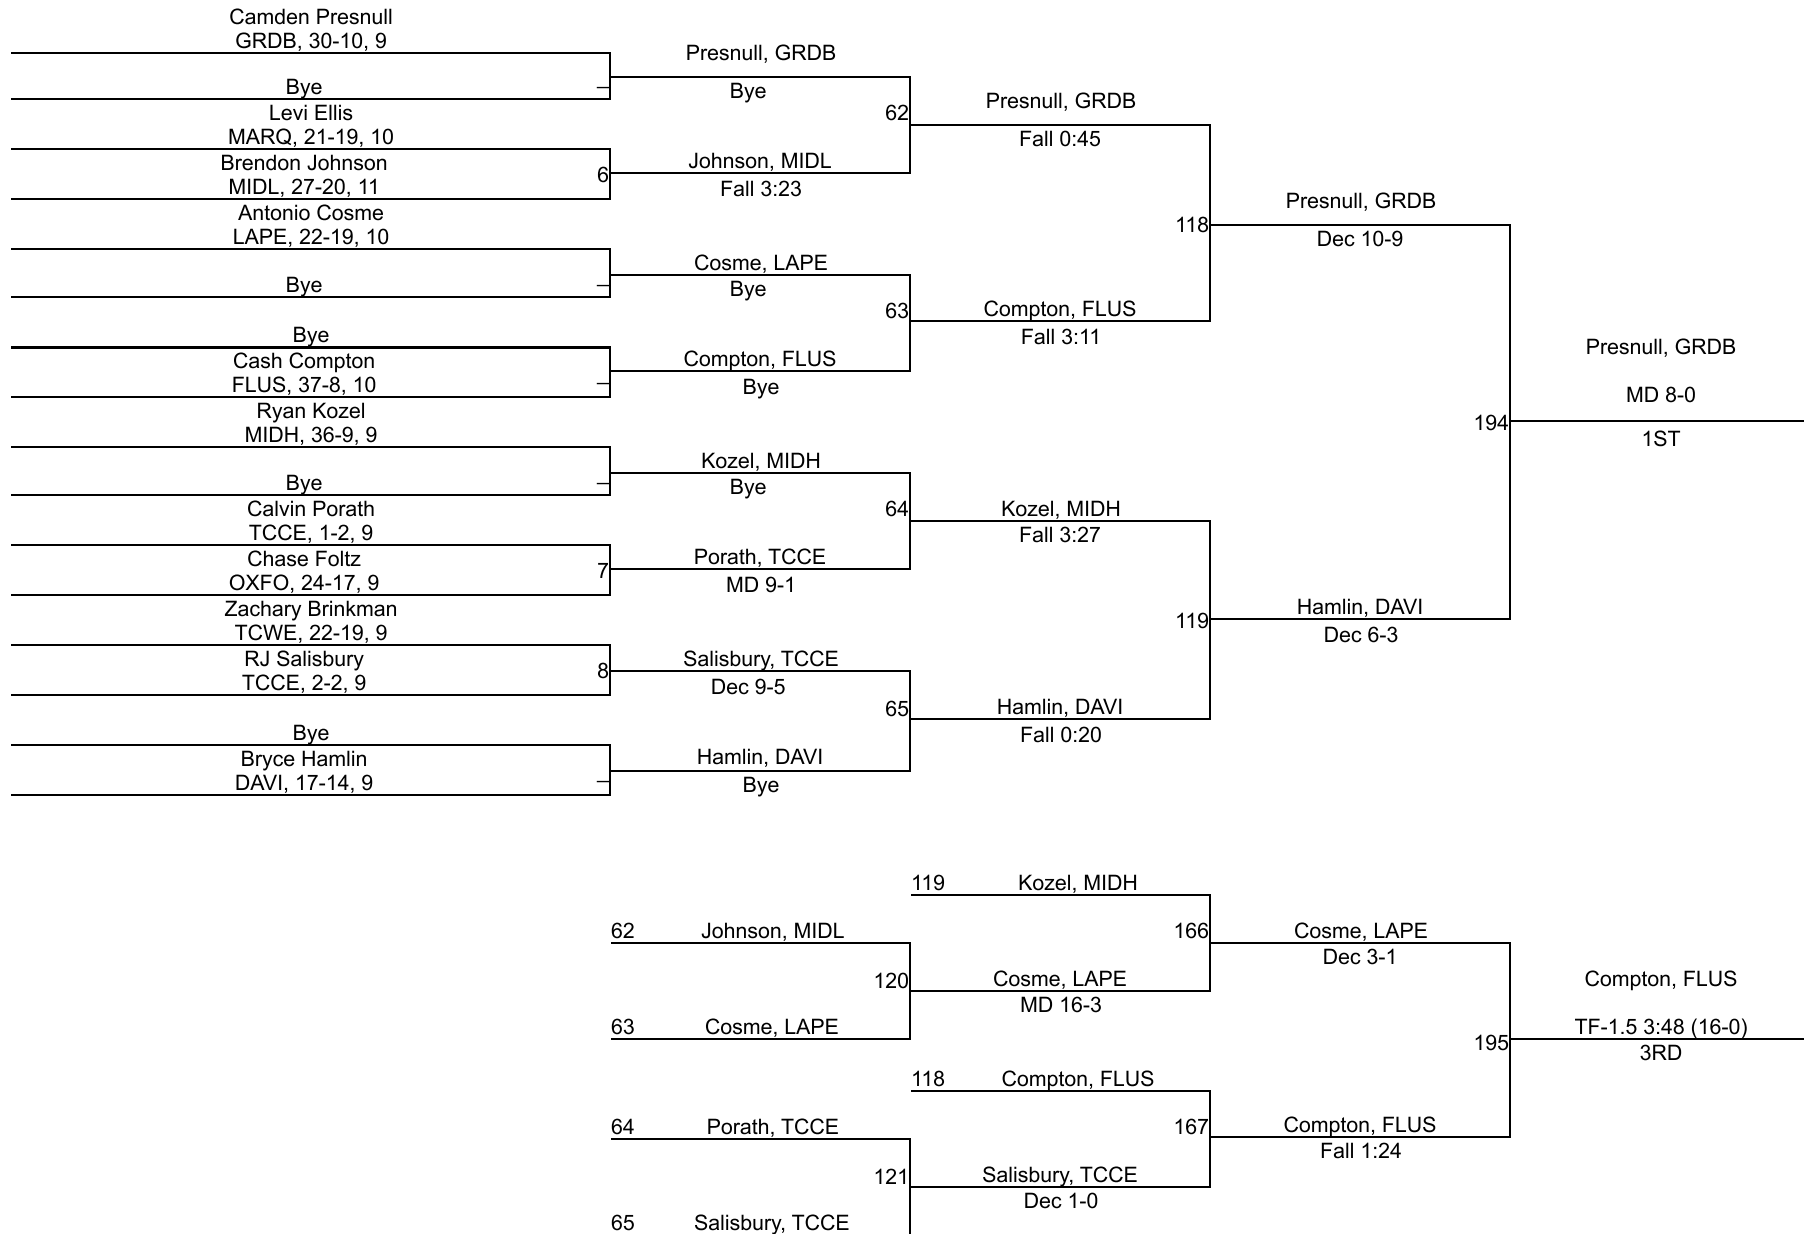 Camden Presnull
GRDB, 30-10, 9
Bye
–
Levi Ellis
MARQ, 21-19, 10
Brendon Johnson
MIDL, 27-20, 11
6
Antonio Cosme
LAPE, 22-19, 10
Bye
–
Bye
Cash Compton
FLUS, 37-8, 10
–
Ryan Kozel
MIDH, 36-9, 9
Bye
–
Calvin Porath
TCCE, 1-2, 9
Chase Foltz
OXFO, 24-17, 9
7
Zachary Brinkman
TCWE, 22-19, 9
RJ Salisbury
TCCE, 2-2, 9
8
Bye
Bryce Hamlin
DAVI, 17-14, 9
–
Presnull, GRDB
Bye
62
Johnson, MIDL
Fall 3:23
Cosme, LAPE
Bye
63
Compton, FLUS
Bye
Kozel, MIDH
Bye
64
Porath, TCCE
MD 9-1
Salisbury, TCCE
Dec 9-5
65
Hamlin, DAVI
Bye
Presnull, GRDB
Fall 0:45
118
Compton, FLUS
Fall 3:11
Kozel, MIDH
Fall 3:27
119
Hamlin, DAVI
Fall 0:20
Presnull, GRDB
Dec 10-9
194
Hamlin, DAVI
Dec 6-3
Presnull, GRDB
MD 8-0
1ST
62 Johnson, MIDL
120
63 Cosme, LAPE
64 Porath, TCCE
121
65 Salisbury, TCCE
119 Kozel, MIDH
166
Cosme, LAPE
MD 16-3
118 Compton, FLUS
167
Salisbury, TCCE
Dec 1-0
Cosme, LAPE
Dec 3-1
195
Compton, FLUS
Fall 1:24
Compton, FLUS
TF-1.5 3:48 (16-0)
3RD